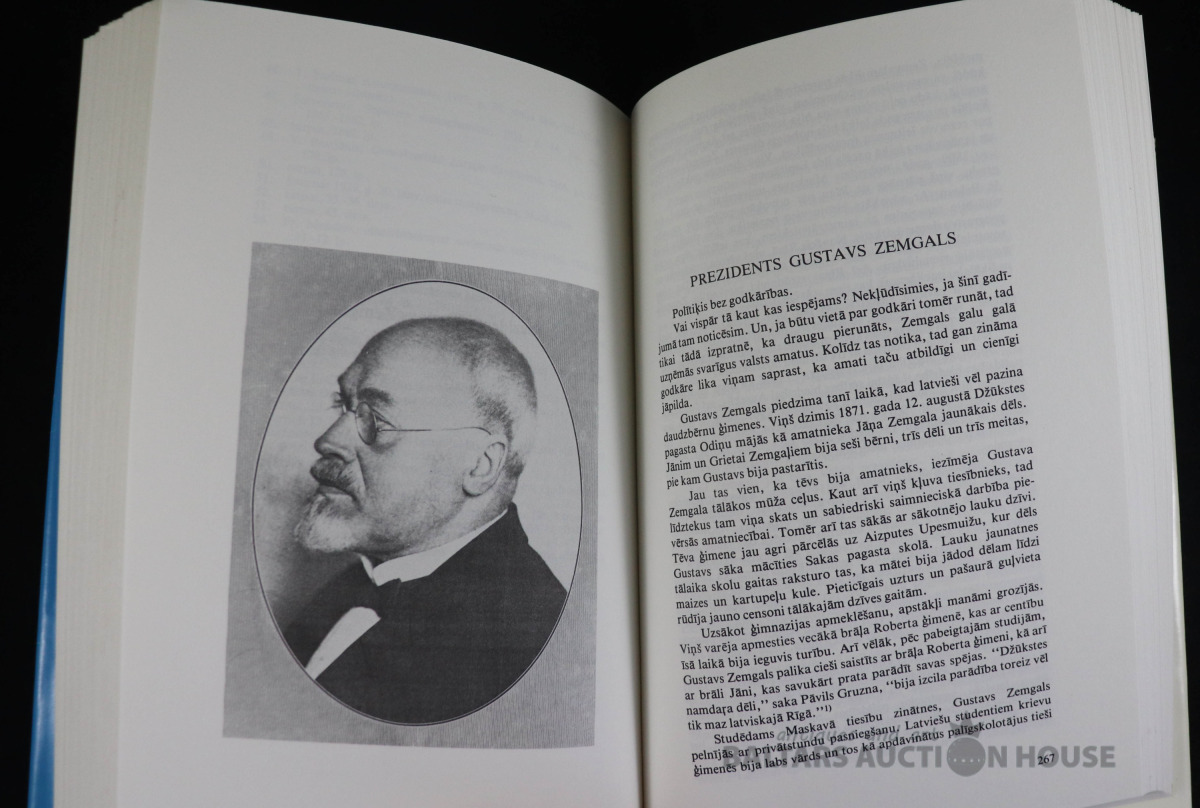 PREZIDENTS GUSTAVS ZEMGALS
Polītiķis bez godkārības.
Vai vispār tā kaut kas iespējams? Nekļūdīsimies, ja šinī gadī-
jumā tam noticēsim. Un, ja būtu vietā par godkāri tomēr runāt, tad
tikai tādā izpratnē, ka draugu pierunāts, Zemgals galu galā
uzņēmās svarīgus valsts amatus. Kolīdz tas notika, tad gan zināma
godkāre lika viņam saprast, ka amati taču atbildīgi un cienīgi
jāpilda.
Gustavs Zemgals piedzima tanī laikā, kad latvieši vēl pazina
daudzbērnu ģimenes. Viņš dzimis 1871. gada 12. augustā Džūkstes
pagasta Odiņu mājās kā amatnieka Jāņa Zemgala jaunākais dēls.
Jānim un Grietai Zemgaļiem bija seši bērni, trīs dēli un trīs meitas,
pie kam Gustavs bija pastarītis.
Jau tas vien, ka tēvs bija amatnieks, iezīmēja Gustava
Zemgala tālākos mūža ceļus. Kaut arī viņš kļuva tiesībnieks, tad
līdztekus tam viņa skats un sabiedriski saimnieciskā darbība pie-
vērsās amatniecībai. Tomēr arī tas sākās ar sākotnējo lauku dzīvi.
Tēva ģimene jau agri pārcēlās uz Aizputes Upesmuižu, kur dēls
Gustavs sāka mācīties Sakas pagasta skolā. Lauku jaunatnes
tālaika skolu gaitas raksturo tas, ka mātei bija jādod dēlam līdzi
maizes un kartupeļu kule. Pieticīgais uzturs un pašaurā guļvieta
rūdīja jauno censoni tālākajām dzīves gaitām.
Uzsākot ģimnazijas apmeklēšanu, apstākļi manāmi grozījās.
Viņš varēja apmesties vecākā brāļa Roberta ģimenē, kas ar centību
īsā laikā bija ieguvis turību. Arī vēlāk, pēc pabeigtajām studijām,
Gustavs Zemgals palika cieši saistīts ar brāļa Roberta ģimeni, kā arī
ar brāli Jāni, kas savukārt prata parādīt savas spējas. “Džūkstes
namdaŗa dēli,” saka Pāvils Gruzna, “bija izcila parādība toreiz vēl
tik maz latviskajā Rīgā.”¹)
Studēdams Maskavā tiesību zinātnes, Gustavs Zemgals
pelnījās ar privātstundu pasniegšanu. Latviešu studentiem krievu
ģimenēs bija labs vārds un tos kā apdāvinātus palīgskolotājus tieši
267
BALTARS AUCTION HOUSE